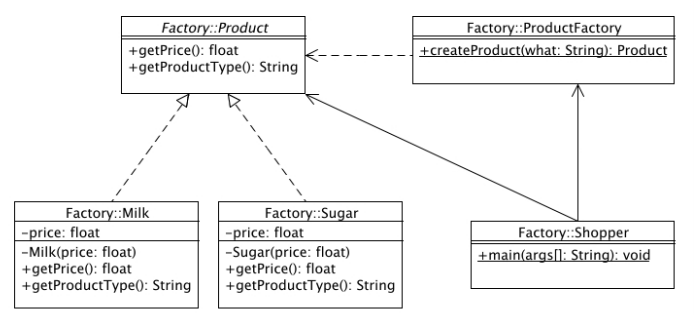 Factory::Product
+getPrice(): float
+getProductType(): String
Factory::ProductFactory
+createProduct(what: String): Product
Factory::Milk
-price: float
-Milk(price: float)
+getPrice(): float
+getProductType(): String
Factory::Sugar
-price: float
-Sugar(price: float)
+getPrice(): float
+getProductType(): String
Factory::Shopper
+main(args[]: String): void